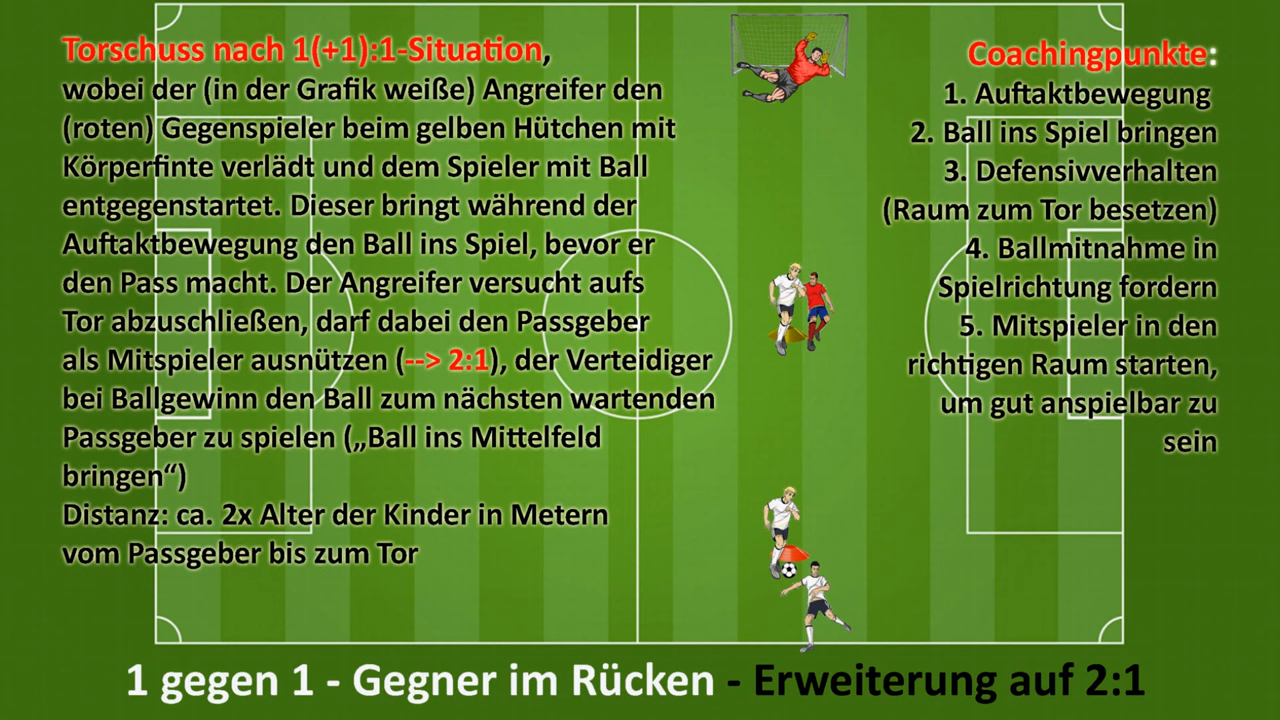 Torschuss nach 1(+1):1-Situation,
wobei der (in der Grafik weiße) Angreifer den
(roten) Gegenspieler beim gelben Hütchen mit
Körperfinte verlädt und dem Spieler mit Ball
entgegenstartet. Dieser bringt während der
Auftaktbewegung den Ball ins Spiel, bevor er
den Pass macht. Der Angreifer versucht aufs
Tor abzuschließen, darf dabei den Passgeber
als Mitspieler ausnützen (--> 2:1), der Verteidiger
bei Ballgewinn den Ball zum nächsten wartenden
Passgeber zu spielen („Ball ins Mittelfeld
bringen“)
Distanz: ca. 2x Alter der Kinder in Metern
vom Passgeber bis zum Tor
Coachingpunkte:
1. Auftaktbewegung
2. Ball ins Spiel bringen
3. Defensivverhalten
(Raum zum Tor besetzen)
4. Ballmitnahme in
Spielrichtung fordern
5. Mitspieler in den
richtigen Raum starten,
um gut anspielbar zu
sein
1 gegen 1 - Gegner im Rücken - Erweiterung auf 2:1